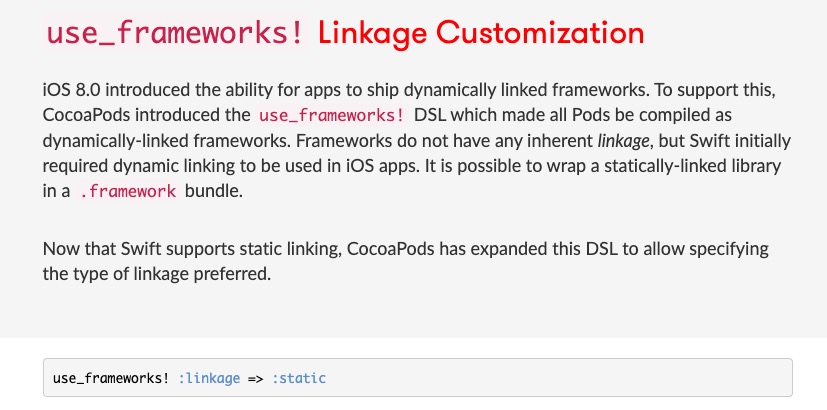 use_frameworks! Linkage Customization
iOS 8.0 introduced the ability for apps to ship dynamically linked frameworks. To support this,
CocoaPods introduced the use_frameworks! DSL which made all Pods be compiled as
dynamically-linked frameworks. Frameworks do not have any inherent linkage, but Swift initially
required dynamic linking to be used in iOS apps. It is possible to wrap a statically-linked library
in a .framework bundle.
Now that Swift supports static linking, CocoaPods has expanded this DSL to allow specifying
the type of linkage preferred.
use_frameworks! :linkage => :static